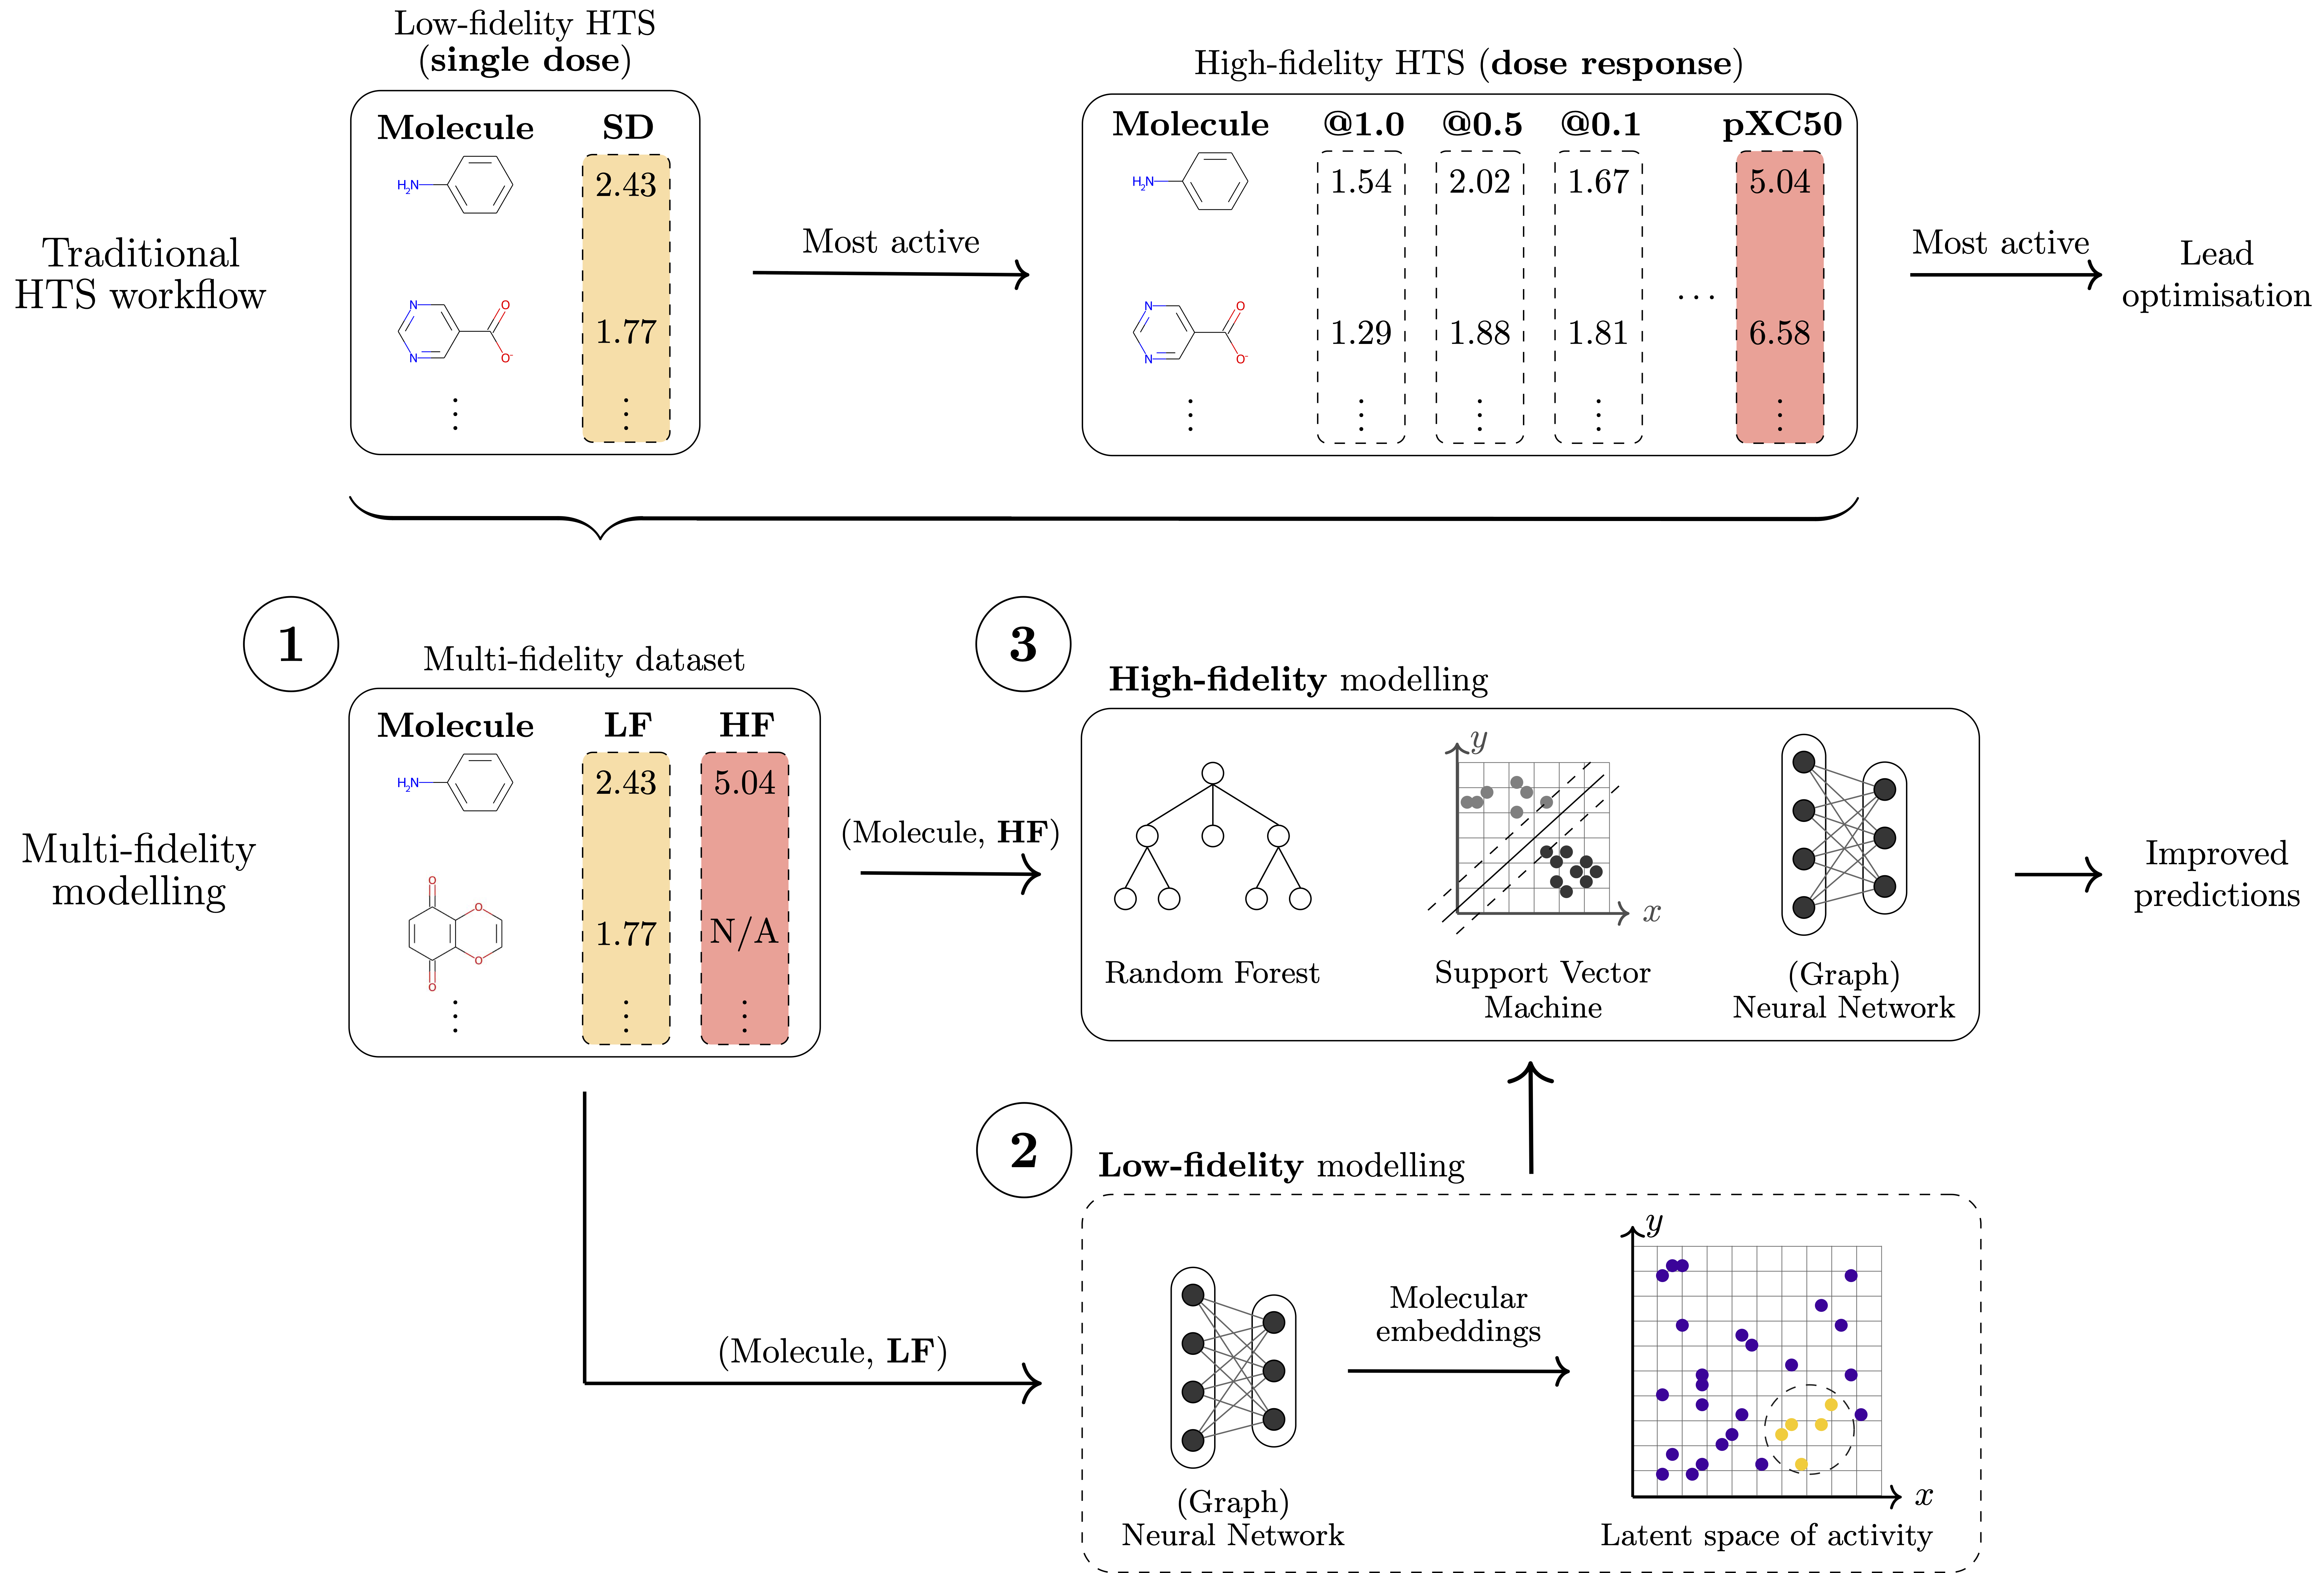 Low-fidelity HTS
(single dose)
Molecule SD
H2N 2.43
N N O O- 1.77
⋮ ⋮
Traditional
HTS workflow
Most active
High-fidelity HTS (dose response)
Molecule @1.0 @0.5 @0.1 pXC50
H2N 1.54 2.02 1.67 5.04
...
N N O O- 1.29 1.88 1.81 6.58
⋮ ⋮ ⋮ ⋮ ⋮
Most active
Lead
optimisation
1
Multi-fidelity dataset
Molecule LF HF
H2N 2.43 5.04
O O O O 1.77 N/A
⋮ ⋮ ⋮
Multi-fidelity
modelling
(Molecule, HF)
3
High-fidelity modelling
y
x
Random Forest
Support Vector
Machine
(Graph)
Neural Network
Improved
predictions
(Molecule, LF)
2
Low-fidelity modelling
(Graph)
Neural Network
Molecular
embeddings
y
x
Latent space of activity